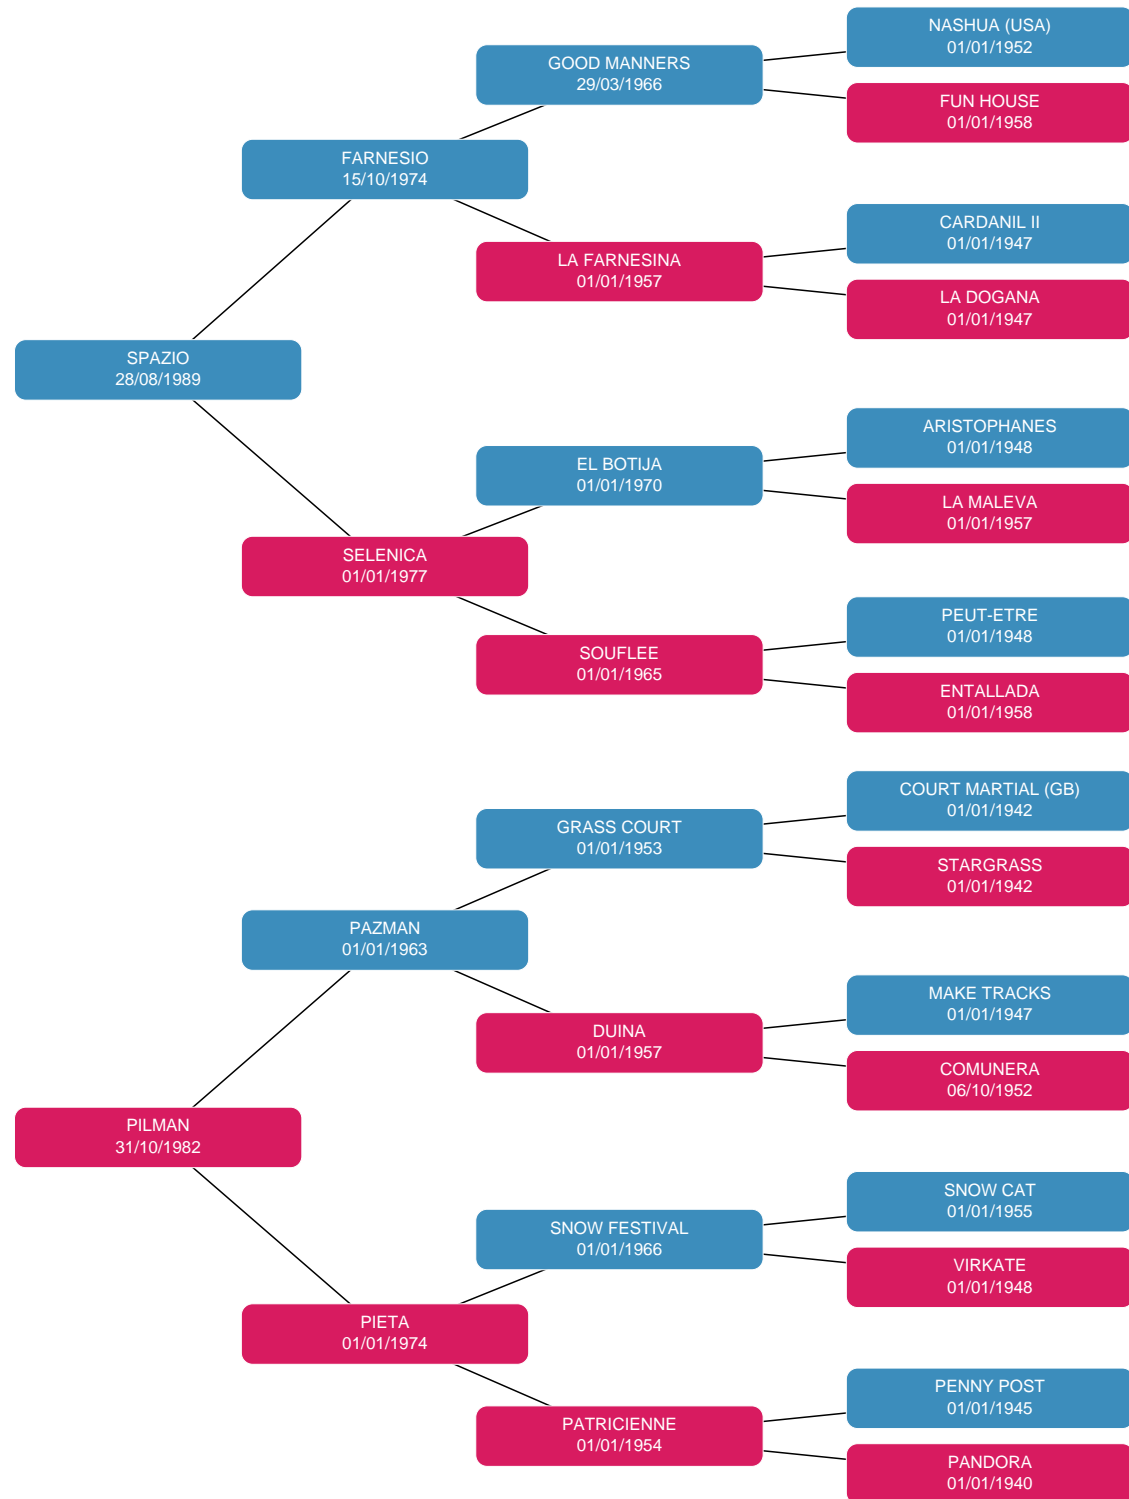 NASHUA (USA)
01/01/1952
GOOD MANNERS
29/03/1966
FUN HOUSE
01/01/1958
FARNESIO
15/10/1974
CARDANIL II
01/01/1947
LA FARNESINA
01/01/1957
LA DOGANA
01/01/1947
SPAZIO
28/08/1989
ARISTOPHANES
01/01/1948
EL BOTIJA
01/01/1970
LA MALEVA
01/01/1957
SELENICA
01/01/1977
PEUT-ETRE
01/01/1948
SOUFLEE
01/01/1965
ENTALLADA
01/01/1958
COURT MARTIAL (GB)
01/01/1942
GRASS COURT
01/01/1953
STARGRASS
01/01/1942
PAZMAN
01/01/1963
MAKE TRACKS
01/01/1947
DUINA
01/01/1957
COMUNERA
06/10/1952
PILMAN
31/10/1982
SNOW CAT
01/01/1955
SNOW FESTIVAL
01/01/1966
VIRKATE
01/01/1948
PIETA
01/01/1974
PENNY POST
01/01/1945
PATRICIENNE
01/01/1954
PANDORA
01/01/1940